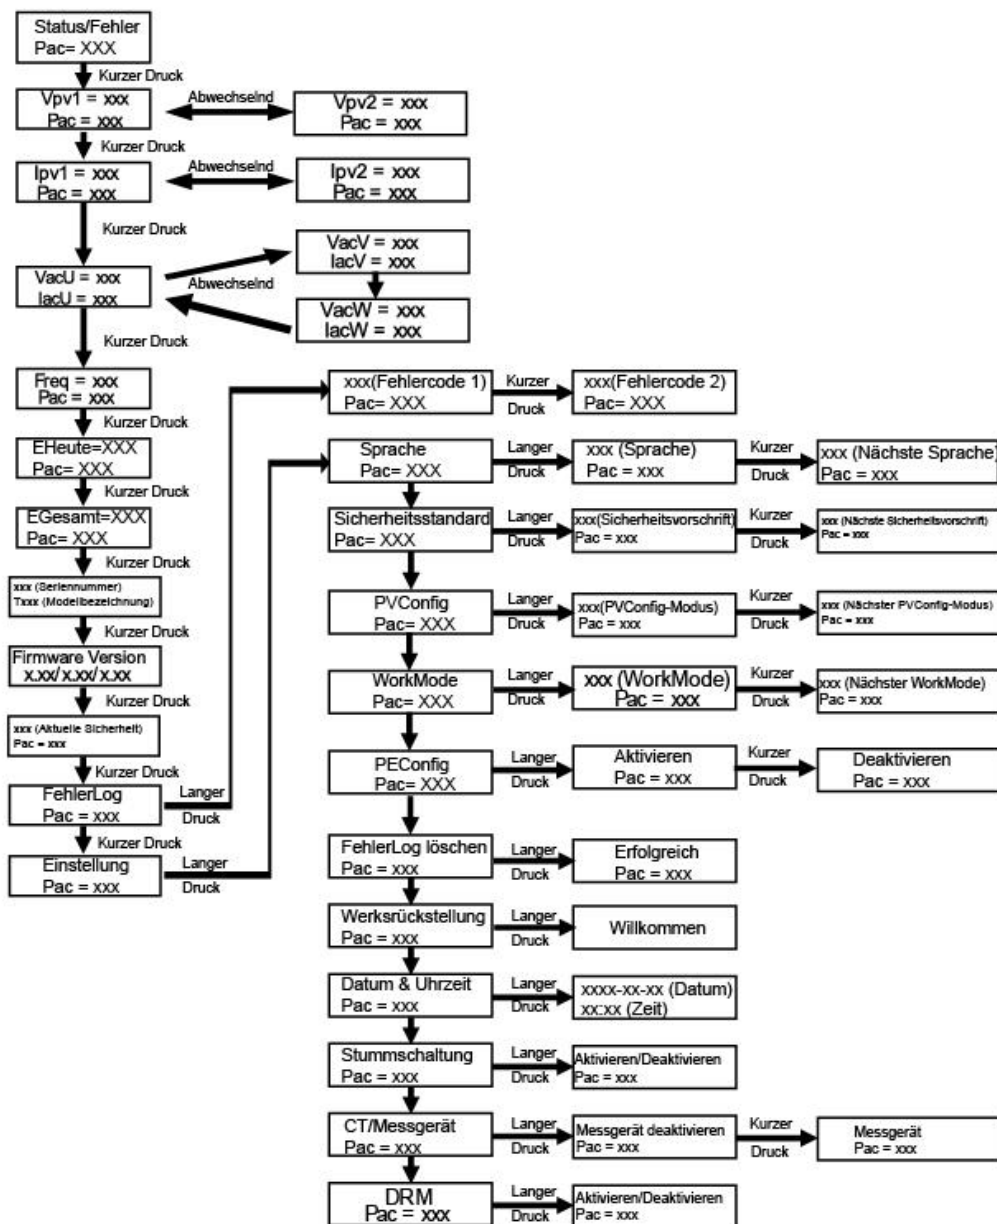 Status/Fehler
Pac= XXX
Kurzer Druck
Vpv1 = xxx
Pac = xxx
Abwechselnd
Vpv2 = xxx
Pac = xxx
Kurzer Druck
Ipv1 = xxx
Pac = xxx
Abwechselnd
Ipv2 = xxx
Pac = xxx
Kurzer Druck
VacU = xxx
IacU = xxx
Abwechselnd
VacV = xxx
IacV = xxx
VacW = xxx
IacW = xxx
Kurzer Druck
Freq = xxx
Pac = xxx
Kurzer Druck
EHeute=XXX
Pac= XXX
Kurzer Druck
EGesamt=XXX
Pac= XXX
Kurzer Druck
xxx (Seriennummer)
Txxx (Modellbezeichnung)
Kurzer Druck
Firmware Version
x.xx/x.xx/x.xx
Kurzer Druck
xxx (Aktuelle Sicherheit)
Pac = xxx
Kurzer Druck
FehlerLog
Pac = xxx
Langer
Druck
Kurzer Druck
Einstellung
Pac = xxx
Langer
Druck
xxx(Fehlercode 1)
Pac= XXX
Kurzer
Druck
xxx(Fehlercode 2)
Pac= XXX
Sprache
Pac= XXX
Langer
Druck
xxx (Sprache)
Pac = xxx
Kurzer
Druck
xxx (Nächste Sprache)
Pac = xxx
Sicherheitsstandard
Pac= XXX
Langer
Druck
xxx(Sicherheitsvorschrift)
Pac = xxx
Kurzer
Druck
xxx (Nächste Sicherheitsvorschrift)
Pac = xxx
PVConfig
Pac= XXX
Langer
Druck
xxx(PVConfig-Modus)
Pac = xxx
Kurzer
Druck
xxx (Nächster PVConfig-Modus)
Pac = xxx
WorkMode
Pac= XXX
Langer
Druck
xxx (WorkMode)
Pac = xxx
Kurzer
Druck
xxx (Nächster WorkMode)
Pac = xxx
PEConfig
Pac= XXX
Langer
Druck
Aktivieren
Pac = xxx
Kurzer
Druck
Deaktivieren
Pac = xxx
FehlerLog löschen
Pac = xxx
Langer
Druck
Erfolgreich
Pac = xxx
Werksrückstellung
Pac = xxx
Langer
Druck
Willkommen
Datum & Uhrzeit
Pac = xxx
Langer
Druck
xxxx-xx-xx (Datum)
xx:xx (Zeit)
Stummschaltung
Pac = xxx
Langer
Druck
Aktivieren/Deaktivieren
Pac = xxx
CT/Messgerät
Pac = xxx
Langer
Druck
Messgerät deaktivieren
Pac = xxx
Kurzer
Druck
Messgerät
Pac = xxx
DRM
Pac = xxx
Langer
Druck
Aktivieren/Deaktivieren
Pac = xxx